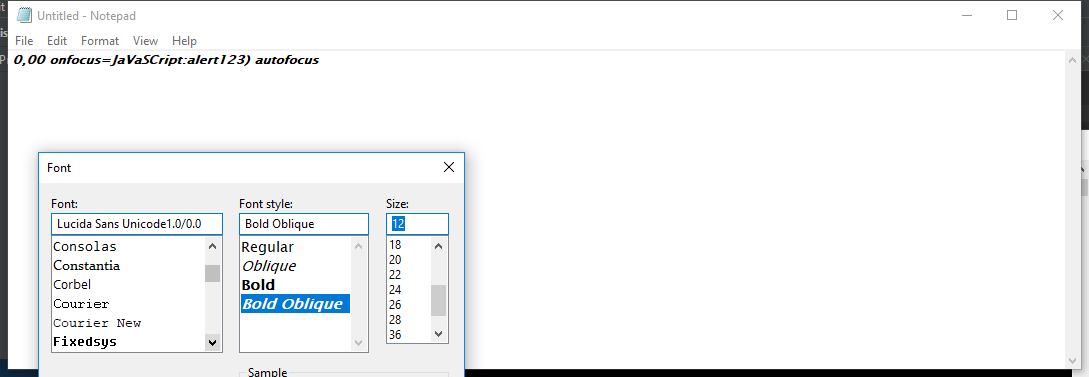 Untitled - Notepad
File Edit Format View Help
0,00 onfocus=JaVaSCript:alert123) autofocus
Font
Font: Font style: Size:
Lucida Sans Unicode1.0/0.0 Bold Oblique 12
Consolas Regular 18
Constantia Oblique 20
Corbel Bold 22
Courier Bold Oblique 24
Courier New 26
Fixedsys 28
36
Sample